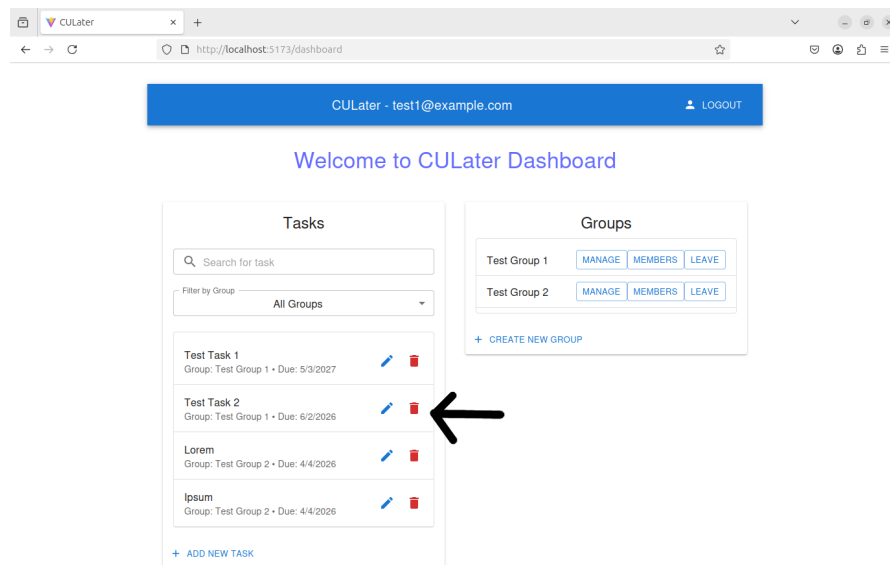 CULater
http://localhost:5173/dashboard
CULater - test1@example.com
LOGOUT
Welcome to CULater Dashboard
Tasks
Search for task
Filter by Group
All Groups
Test Task 1
Group: Test Group 1 • Due: 5/3/2027
Test Task 2
Group: Test Group 1 • Due: 6/2/2026
Lorem
Group: Test Group 2 • Due: 4/4/2026
Ipsum
Group: Test Group 2 • Due: 4/4/2026
+ ADD NEW TASK
Groups
Test Group 1 MANAGE MEMBERS LEAVE
Test Group 2 MANAGE MEMBERS LEAVE
+ CREATE NEW GROUP